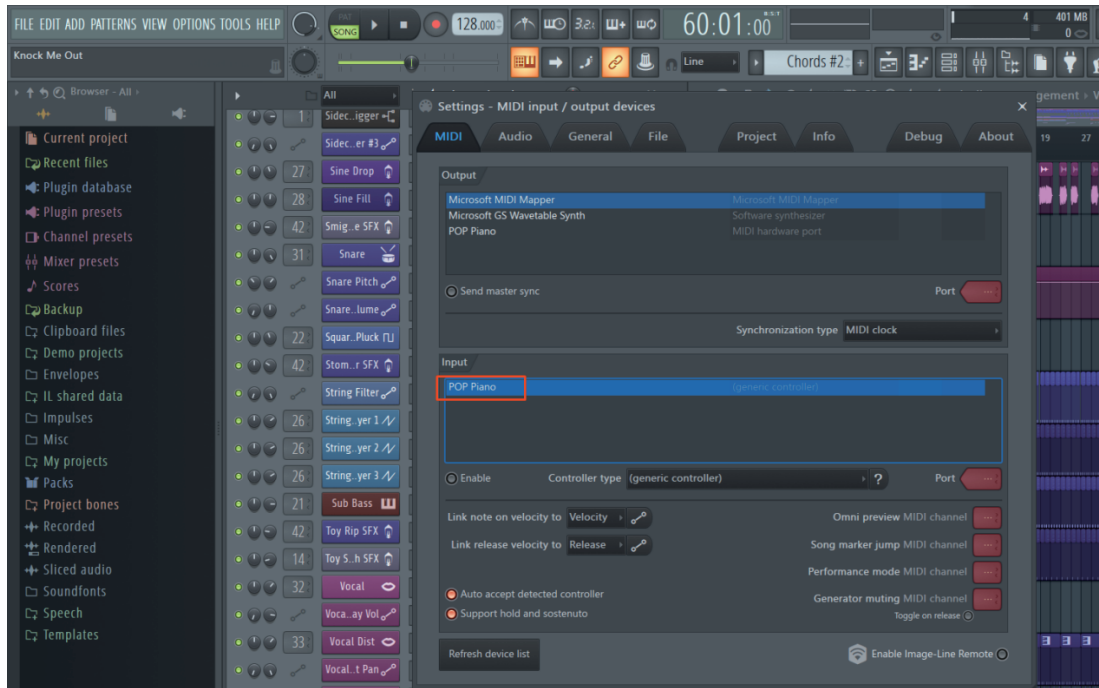 FILE EDIT ADD PATTERNS VIEW OPTIONS TOOLS HELP
PAT
SONG
128.000
3.2.:
60:01:00
B:S:T
4
401 MB
0
Knock Me Out
Line
Chords #2
Browser - All
All
Current project
Recent files
Plugin database
Plugin presets
Channel presets
Mixer presets
Scores
Backup
Clipboard files
Demo projects
Envelopes
IL shared data
Impulses
Misc
My projects
Packs
Project bones
Recorded
Rendered
Sliced audio
Soundfonts
Speech
Templates
1 Sidec..igger
Sidec..er #3
27 Sine Drop
28 Sine Fill
42 Smig..e SFX
31 Snare
Snare Pitch
Snare..lume
22 Squar..Pluck
42 Stom..r SFX
String Filter
26 String..yer 1
26 String..yer 2
26 String..yer 3
21 Sub Bass
42 Toy Rip SFX
14 Toy S..h SFX
32 Vocal
Voca..ay Vol
33 Vocal Dist
Vocal..t Pan
Settings - MIDI input / output devices
MIDI Audio General File Project Info Debug About
Output
Microsoft MIDI Mapper Microsoft MIDI Mapper
Microsoft GS Wavetable Synth Software synthesizer
POP Piano MIDI hardware port
Send master sync
Port ---
Synchronization type MIDI clock
Input
POP Piano (generic controller)
Enable Controller type (generic controller) ? Port ---
Link note on velocity to Velocity
Link release velocity to Release
Omni preview MIDI channel ---
Song marker jump MIDI channel ---
Performance mode MIDI channel ---
Generator muting MIDI channel ---
Toggle on release
Auto accept detected controller
Support hold and sostenuto
Refresh device list
Enable Image-Line Remote
gement
19 27